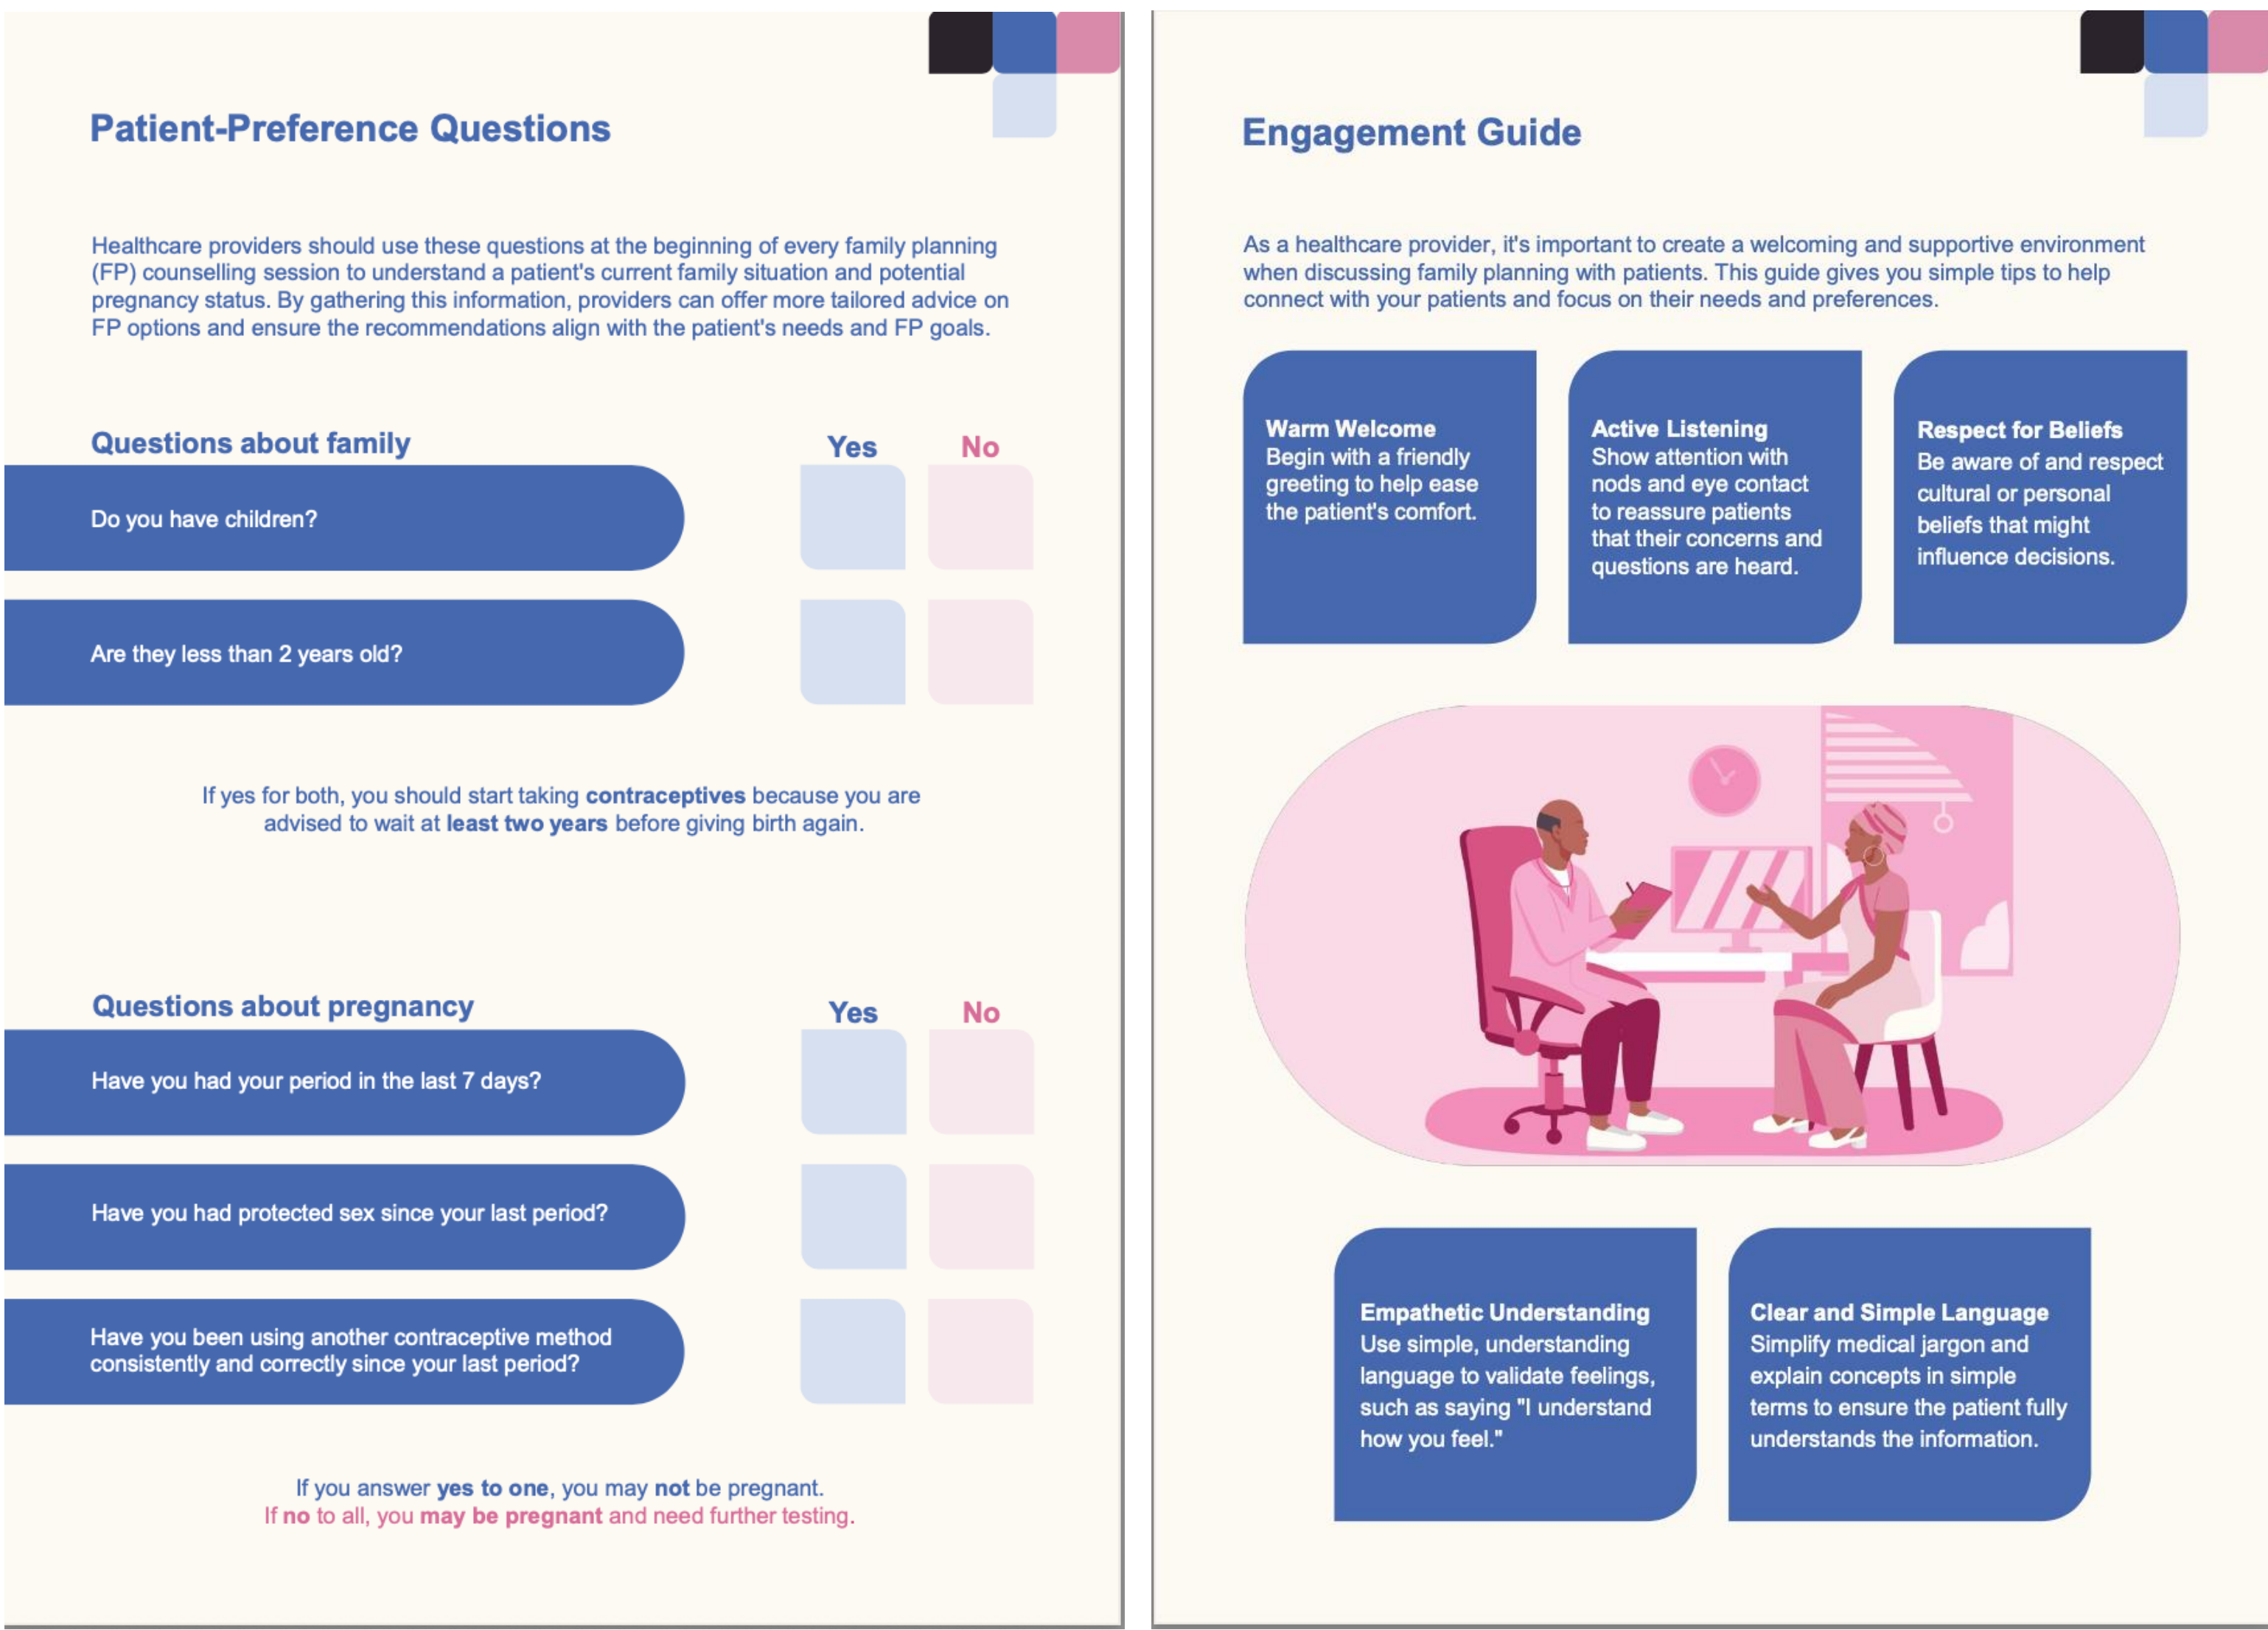 Patient-Preference Questions
Healthcare providers should use these questions at the beginning of every family planning
(FP) counselling session to understand a patient's current family situation and potential
pregnancy status. By gathering this information, providers can offer more tailored advice on
FP options and ensure the recommendations align with the patient's needs and FP goals.
Questions about family
Yes
No
Do you have children?
Are they less than 2 years old?
If yes for both, you should start taking contraceptives because you are
advised to wait at least two years before giving birth again.
Questions about pregnancy
Yes
No
Have you had your period in the last 7 days?
Have you had protected sex since your last period?
Have you been using another contraceptive method
consistently and correctly since your last period?
If you answer yes to one, you may not be pregnant.
If no to all, you may be pregnant and need further testing.
Engagement Guide
As a healthcare provider, it's important to create a welcoming and supportive environment
when discussing family planning with patients. This guide gives you simple tips to help
connect with your patients and focus on their needs and preferences.
Warm Welcome
Begin with a friendly
greeting to help ease
the patient's comfort.
Active Listening
Show attention with
nods and eye contact
to reassure patients
that their concerns and
questions are heard.
Respect for Beliefs
Be aware of and respect
cultural or personal
beliefs that might
influence decisions.
Empathetic Understanding
Use simple, understanding
language to validate feelings,
such as saying "I understand
how you feel."
Clear and Simple Language
Simplify medical jargon and
explain concepts in simple
terms to ensure the patient fully
understands the information.